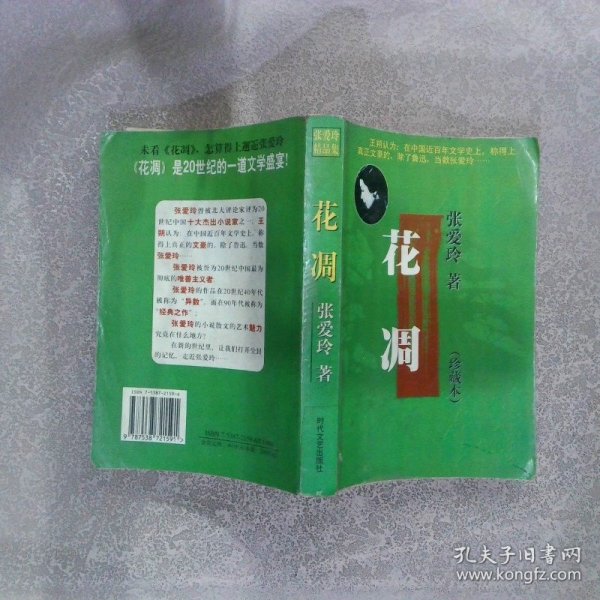 未看《花凋》，怎算得上邂逅张爱玲
《花凋》是20世纪的一道文学盛宴！
张爱玲曾被北大评论家评为20
世纪中国十大杰出小说家之一，王
朔认为：在中国近百年文学史上，称
得上真正的文豪的，除了鲁迅，当数
张爱玲……
张爱玲被誉为20世纪中国最为
彻底的唯美主义者。
张爱玲的作品在20世纪40年代
被称为“异数”，而在90年代被称为
“经典之作”。
张爱玲的小说散文的艺术魅力
究竟在什么地方？
在新的世纪里，让我们打开尘封
的记忆，走近张爱玲……
ISBN 7-5387-2159-6
9 787538 721591 >
张爱玲
精品集
花凋
张爱玲 著
时代文艺出版社
王朔认为：在中国近百年文学史上，称得上
真正文豪的，除了鲁迅，当数张爱玲……
花凋
张爱玲 著
（珍藏本）
孔夫子旧书网
www.kongfz.com